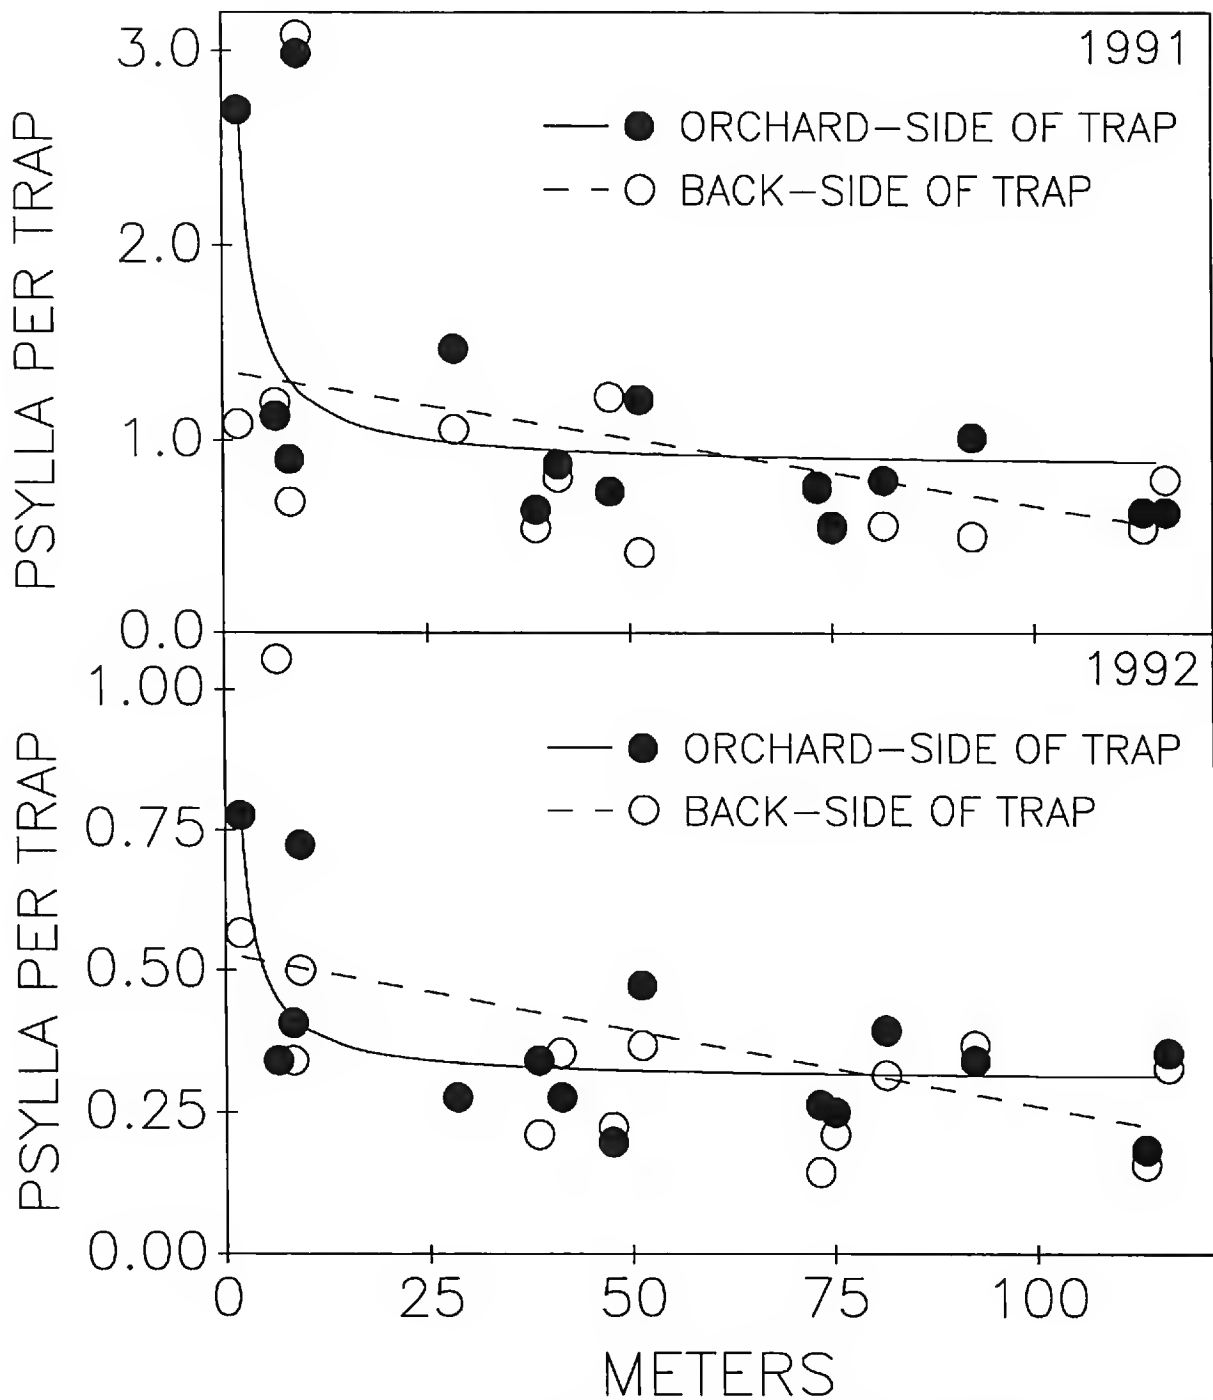 1991
3.0
ORCHARD-SIDE OF TRAP
BACK-SIDE OF TRAP
2.0
1.0
0.0
PSYLLA PER TRAP
1992
1.00
ORCHARD-SIDE OF TRAP
BACK-SIDE OF TRAP
0.75
0.50
0.25
0.00
PSYLLA PER TRAP
0 25 50 75 100
METERS